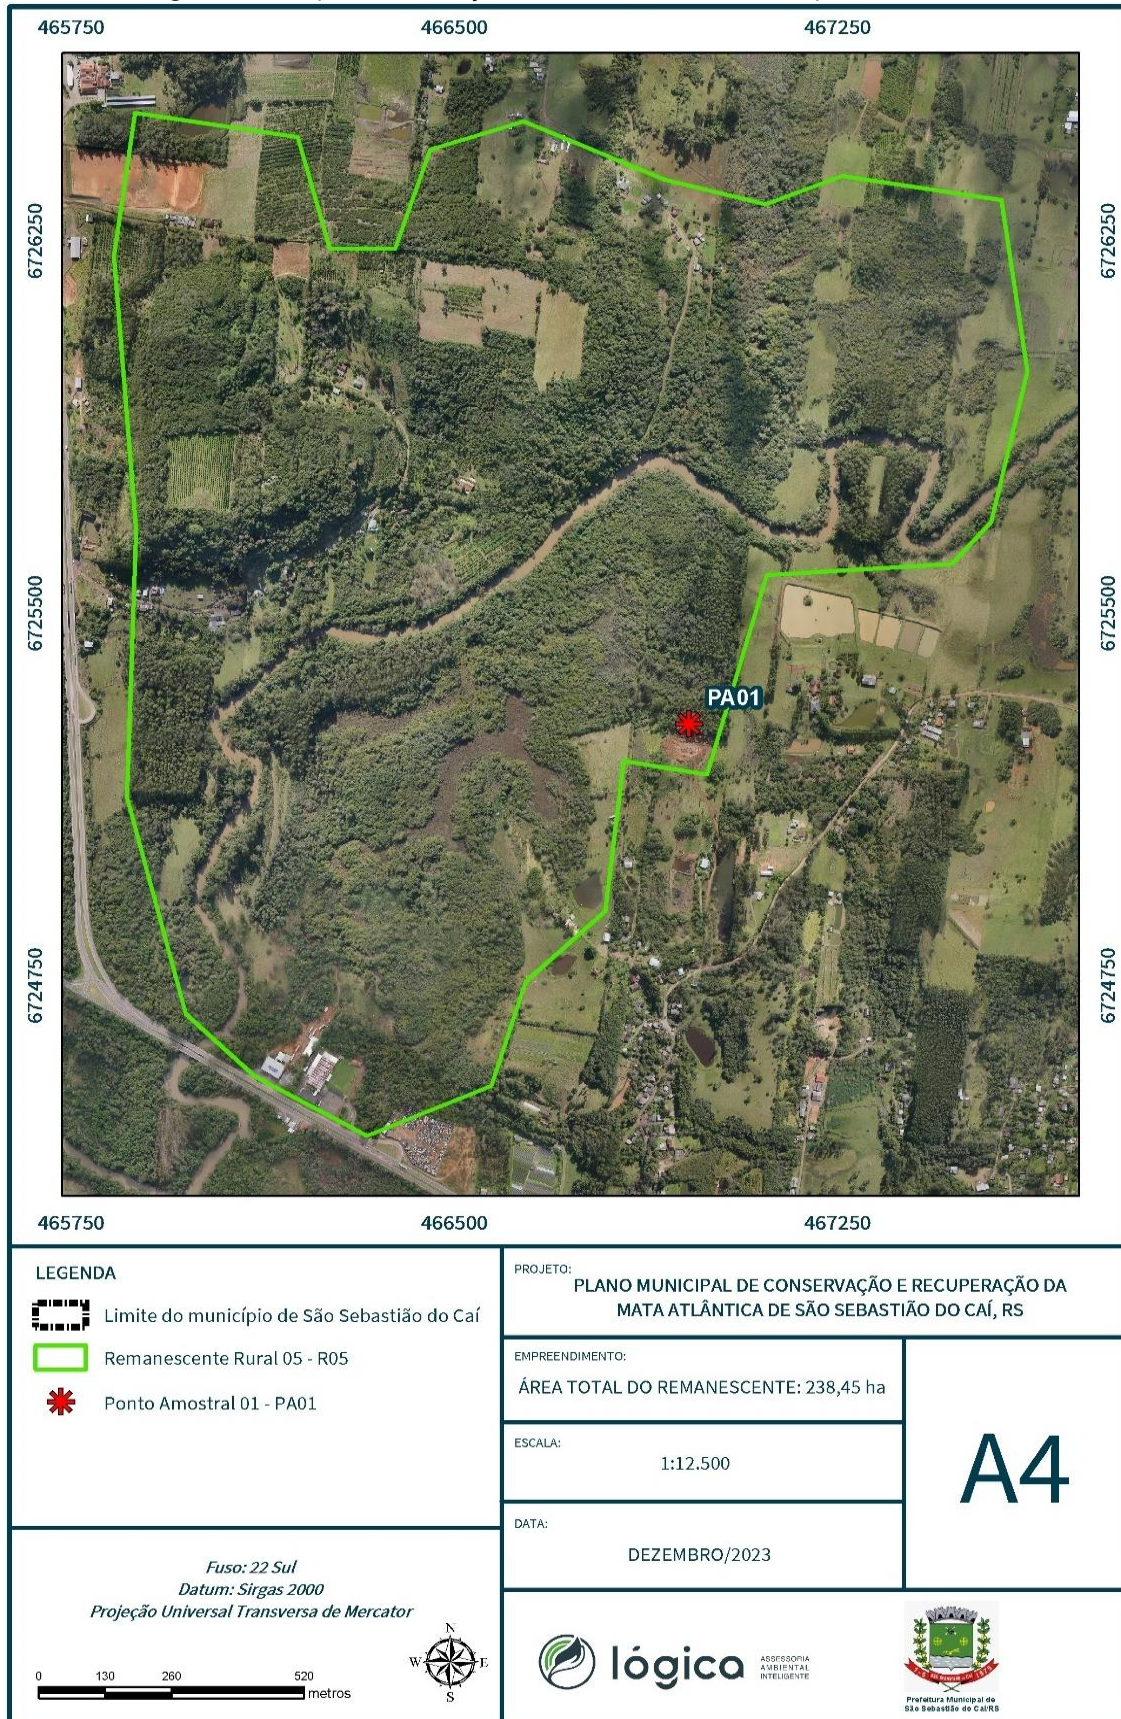 465750 466500 467250
6726250 6726250
6725500 6725500
PA01
6724750 6724750
465750 466500 467250
LEGENDA
Limite do município de São Sebastião do Caí
Remanescente Rural 05 - R05
Ponto Amostral 01 - PA01
PROJETO:
PLANO MUNICIPAL DE CONSERVAÇÃO E RECUPERAÇÃO DA
MATA ATLÂNTICA DE SÃO SEBASTIÃO DO CAÍ, RS
EMPREENDIMENTO:
ÁREA TOTAL DO REMANESCENTE: 238,45 ha
ESCALA:
1:12.500
DATA:
DEZEMBRO/2023
A4
Fuso: 22 Sul
Datum: Sirgas 2000
Projeção Universal Transversa de Mercator
N
W E
S
0 130 260 520
metros
lógica
ASSESSORIA
AMBIENTAL
INTELIGENTE
Prefeitura Municipal de
São Sebastião do Caí/RS